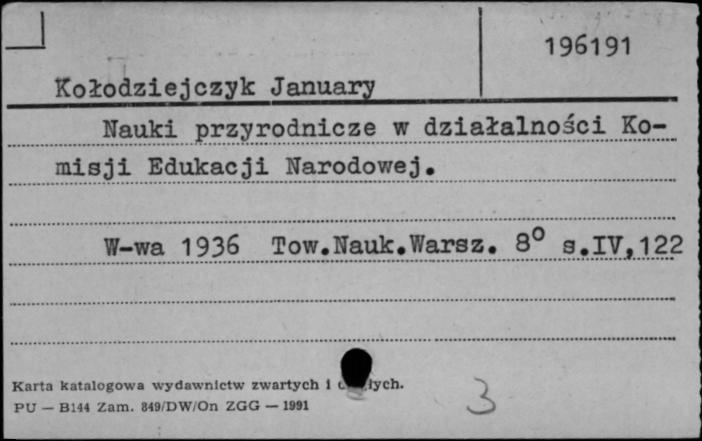 196191
Kołodziejczyk January
Nauki przyrodnicze w działalności Ko-
misji Edukacji Narodowej.
W-wa 1936 Tow.Nauk.Warsz. 8° s.IV,122
Karta katalogowa wydawnictw zwartych i
PU — B144 Zam. 849/DW/On ZGG — 1991
3